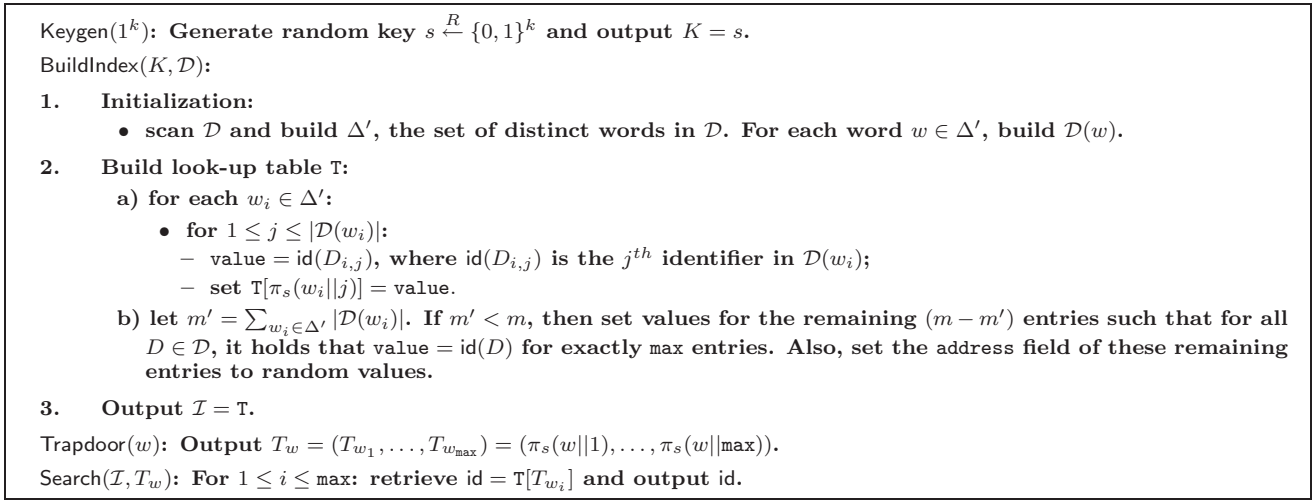 Keygen(1^k): Generate random key s ←^R {0, 1}^k and output K = s.
BuildIndex(K, 𝒟):
1. Initialization:
• scan 𝒟 and build Δ′, the set of distinct words in 𝒟. For each word w ∈ Δ′, build 𝒟(w).
2. Build look-up table T:
a) for each w_i ∈ Δ′:
• for 1 ≤ j ≤ |𝒟(w_i)|:
− value = id(D_{i,j}), where id(D_{i,j}) is the j^{th} identifier in 𝒟(w_i);
− set T[π_s(w_i||j)] = value.
b) let m′ = ∑_{w_i∈Δ′} |𝒟(w_i)|. If m′ < m, then set values for the remaining (m − m′) entries such that for all
D ∈ 𝒟, it holds that value = id(D) for exactly max entries. Also, set the address field of these remaining
entries to random values.
3. Output ℐ = T.
Trapdoor(w): Output T_w = (T_{w_1}, . . . , T_{w_max}) = (π_s(w||1), . . . , π_s(w||max)).
Search(ℐ, T_w): For 1 ≤ i ≤ max: retrieve id = T[T_{w_i}] and output id.